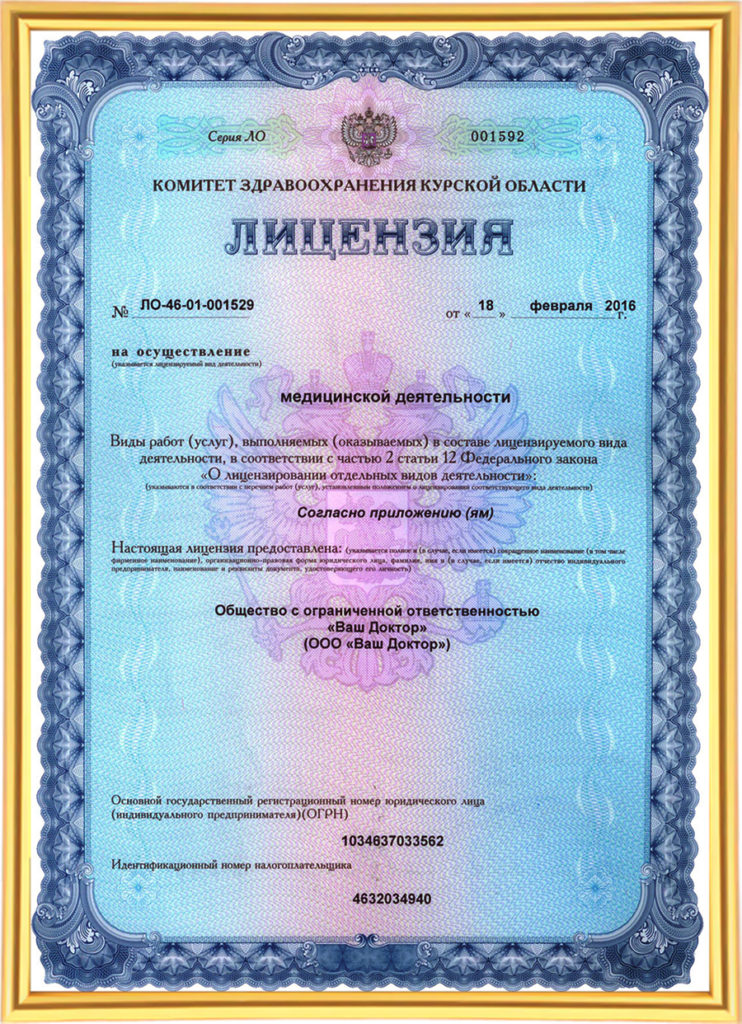 Серия ЛО 001592
КОМИТЕТ ЗДРАВООХРАНЕНИЯ КУРСКОЙ ОБЛАСТИ
ЛИЦЕНЗИЯ
№ ЛО-46-01-001529 от « 18 » февраля 2016 г.
на осуществление
(указывается лицензируемый вид деятельности)
медицинской деятельности
Виды работ (услуг), выполняемых (оказываемых) в составе лицензируемого вида
деятельности, в соответствии с частью 2 статьи 12 Федерального закона
«О лицензировании отдельных видов деятельности»:
(указываются в соответствии с перечнем работ (услуг), установленным положением о лицензировании соответствующего вида деятельности)
Согласно приложению (ям)
Настоящая лицензия предоставлена: (указывается полное и (в случае, если имеется) сокращенное наименование (в том числе
фирменное наименование), организационно-правовая форма юридического лица, фамилия, имя и (в случае, если имеется) отчество индивидуального
предпринимателя, наименование и реквизиты документа, удостоверяющего его личность)
Общество с ограниченной ответственностью
«Ваш Доктор»
(ООО «Ваш Доктор»)
Основной государственный регистрационный номер юридического лица
(индивидуального предпринимателя)(ОГРН)
1034637033562
Идентификационный номер налогоплательщика
4632034940